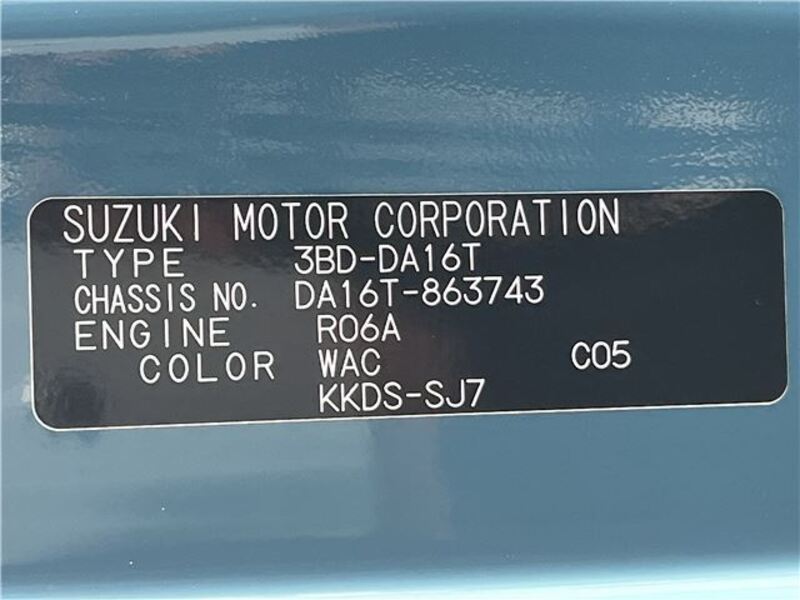 SUZUKI MOTOR CORPORATION
TYPE 3BD-DA16T
CHASSIS NO. DA16T-863743
ENGINE R06A
COLOR WAC C05
KKDS-SJ7